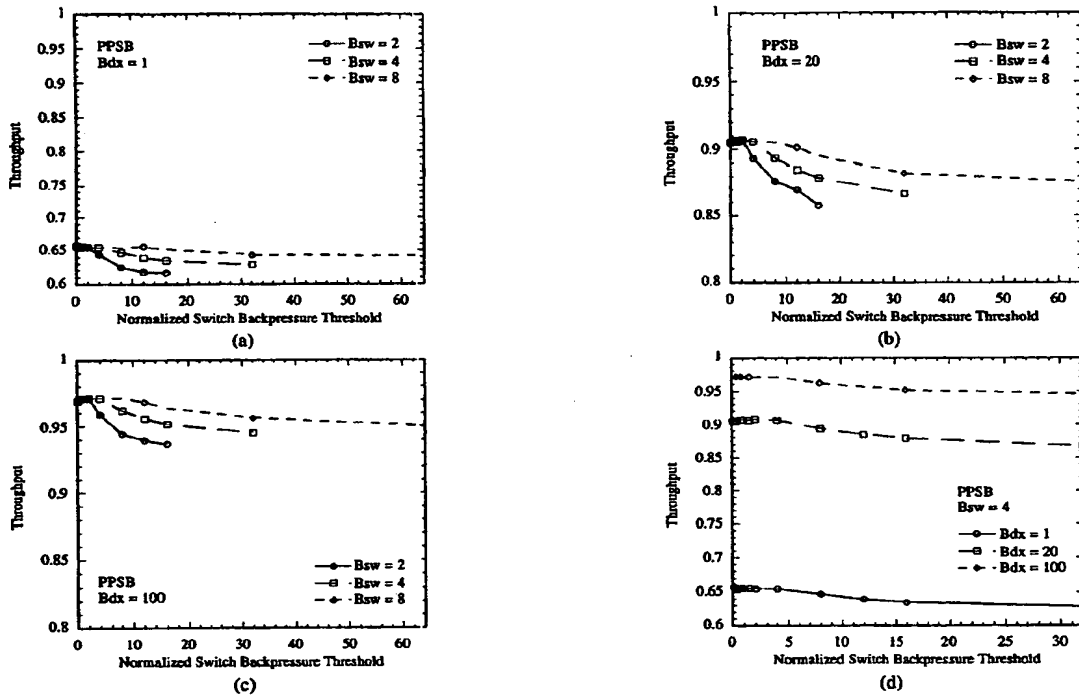 1
0.95
0.9
0.85
0.8
0.75
0.7
0.65
0.6
Throughput
PPSB
Bdx = 1
Bsw = 2
Bsw = 4
Bsw = 8
0 10 20 30 40 50 60
Normalized Switch Backpressure Threshold
(a)
1
0.95
0.9
0.85
0.8
Throughput
PPSB
Bdx = 20
Bsw = 2
Bsw = 4
Bsw = 8
0 10 20 30 40 50 60
Normalized Switch Backpressure Threshold
(b)
1
0.95
0.9
0.85
0.8
Throughput
PPSB
Bdx = 100
Bsw = 2
Bsw = 4
Bsw = 8
0 10 20 30 40 50 60
Normalized Switch Backpressure Threshold
(c)
1
0.95
0.9
0.85
0.8
0.75
0.7
0.65
0.6
Throughput
PPSB
Bsw = 4
Bdx = 1
Bdx = 20
Bdx = 100
0 5 10 15 20 25 30
Normalized Switch Backpressure Threshold
(d)